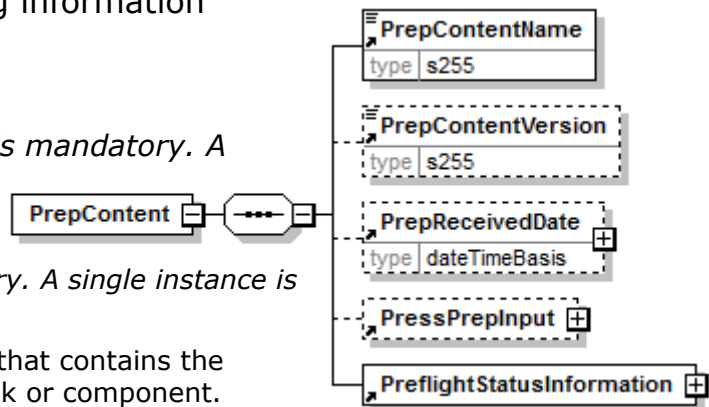 g information
is mandatory. A
ry. A single instance is
that contains the
k or component.
PrepContent
PrepContentName
type s255
PrepContentVersion
type s255
PrepReceivedDate
type dateTimeBasis
PressPrepInput
PreflightStatusInformation